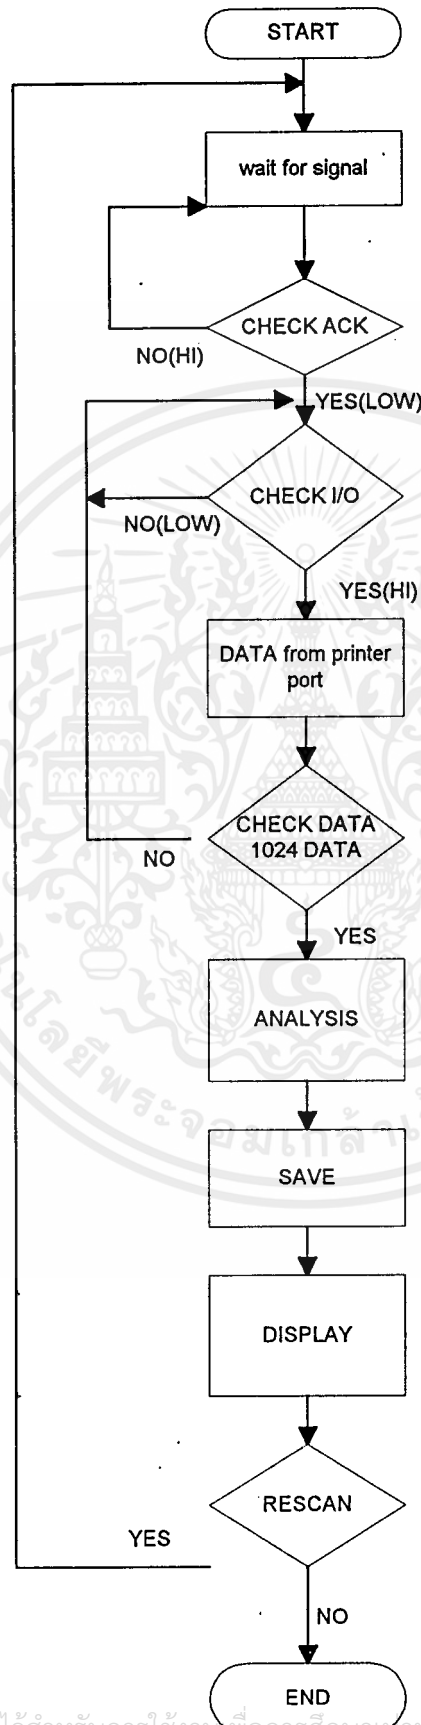 START
wait for signal
CHECK ACK
NO(HI)
YES(LOW)
CHECK I/O
NO(LOW)
YES(HI)
DATA from printer
port
CHECK DATA
1024 DATA
NO
YES
ANALYSIS
SAVE
DISPLAY
RESCAN
YES
NO
END